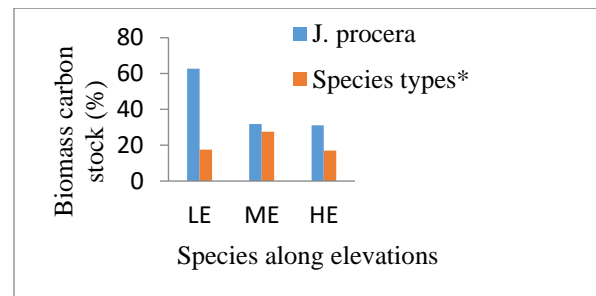 Biomass carbon
stock (%)
80
60
40
20
0
J. procera
Species types*
LE ME HE
Species along elevations